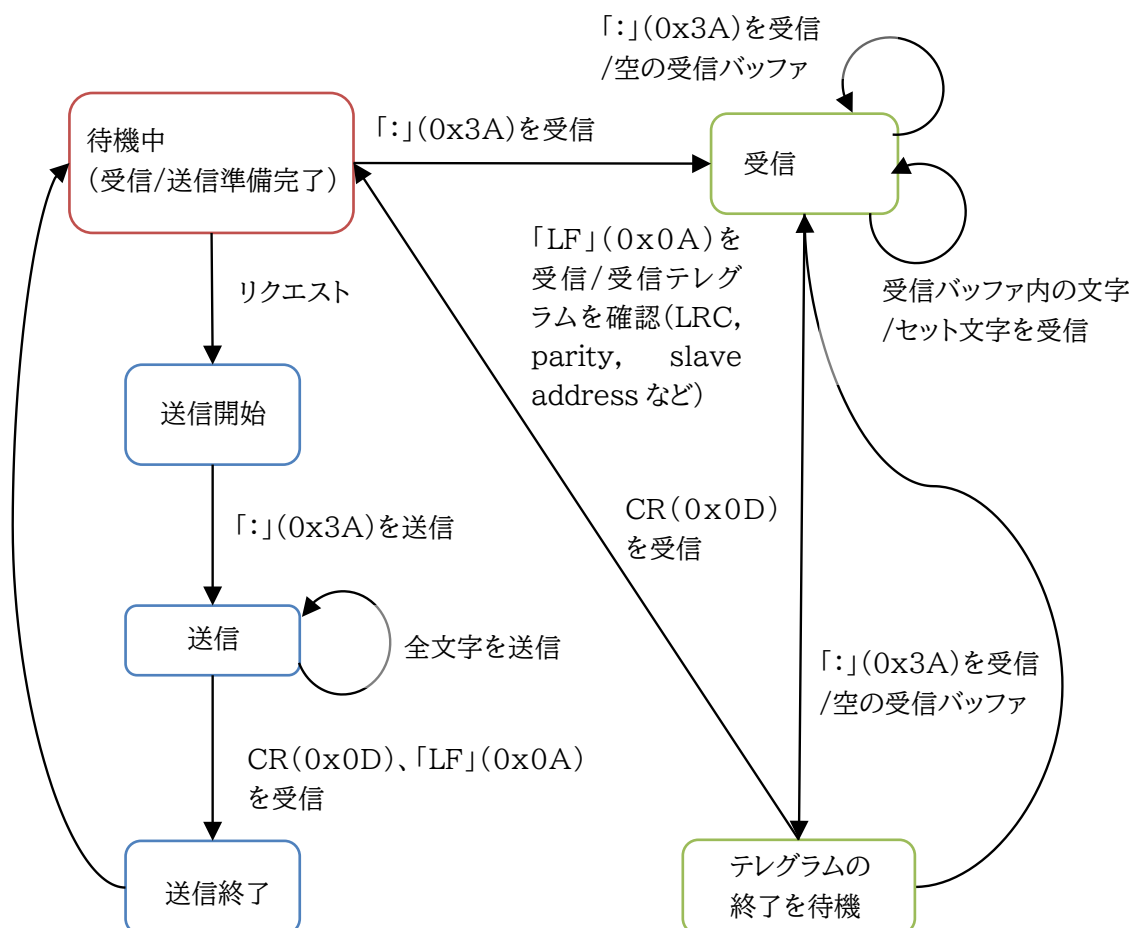 「:」(0x3A)を受信
/空の受信バッファ
待機中
(受信/送信準備完了)
「:」(0x3A)を受信
受信
「LF」(0x0A)を
受信/受信テレグ
ラムを確認(LRC,
parity, slave
address など)
リクエスト
受信バッファ内の文字
/セット文字を受信
送信開始
「:」(0x3A)を送信
CR(0x0D)
を受信
送信
全文字を送信
「:」(0x3A)を受信
/空の受信バッファ
CR(0x0D)、「LF」(0x0A)
を受信
送信終了
テレグラムの
終了を待機